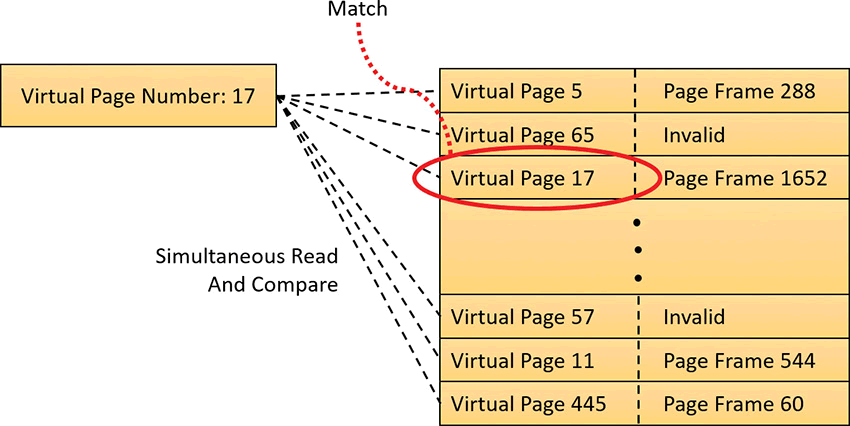 Match
Virtual Page Number: 17
Virtual Page 5 Page Frame 288
Virtual Page 65 Invalid
Virtual Page 17 Page Frame 1652
Simultaneous Read
And Compare
Virtual Page 57 Invalid
Virtual Page 11 Page Frame 544
Virtual Page 445 Page Frame 60